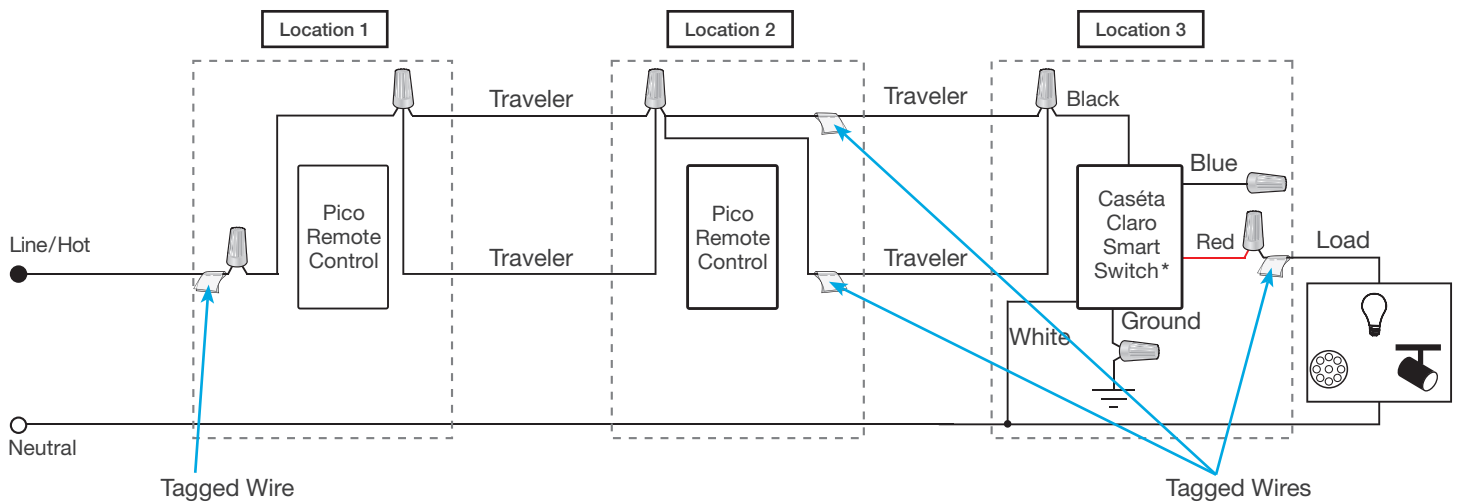 Location 1
Location 2
Location 3
Traveler
Traveler
Black
Blue
Pico
Remote
Control
Pico
Remote
Control
Caséta
Claro
Smart
Switch*
Line/Hot
Traveler
Traveler
Red
Load
White
Ground
Neutral
Tagged Wire
Tagged Wires